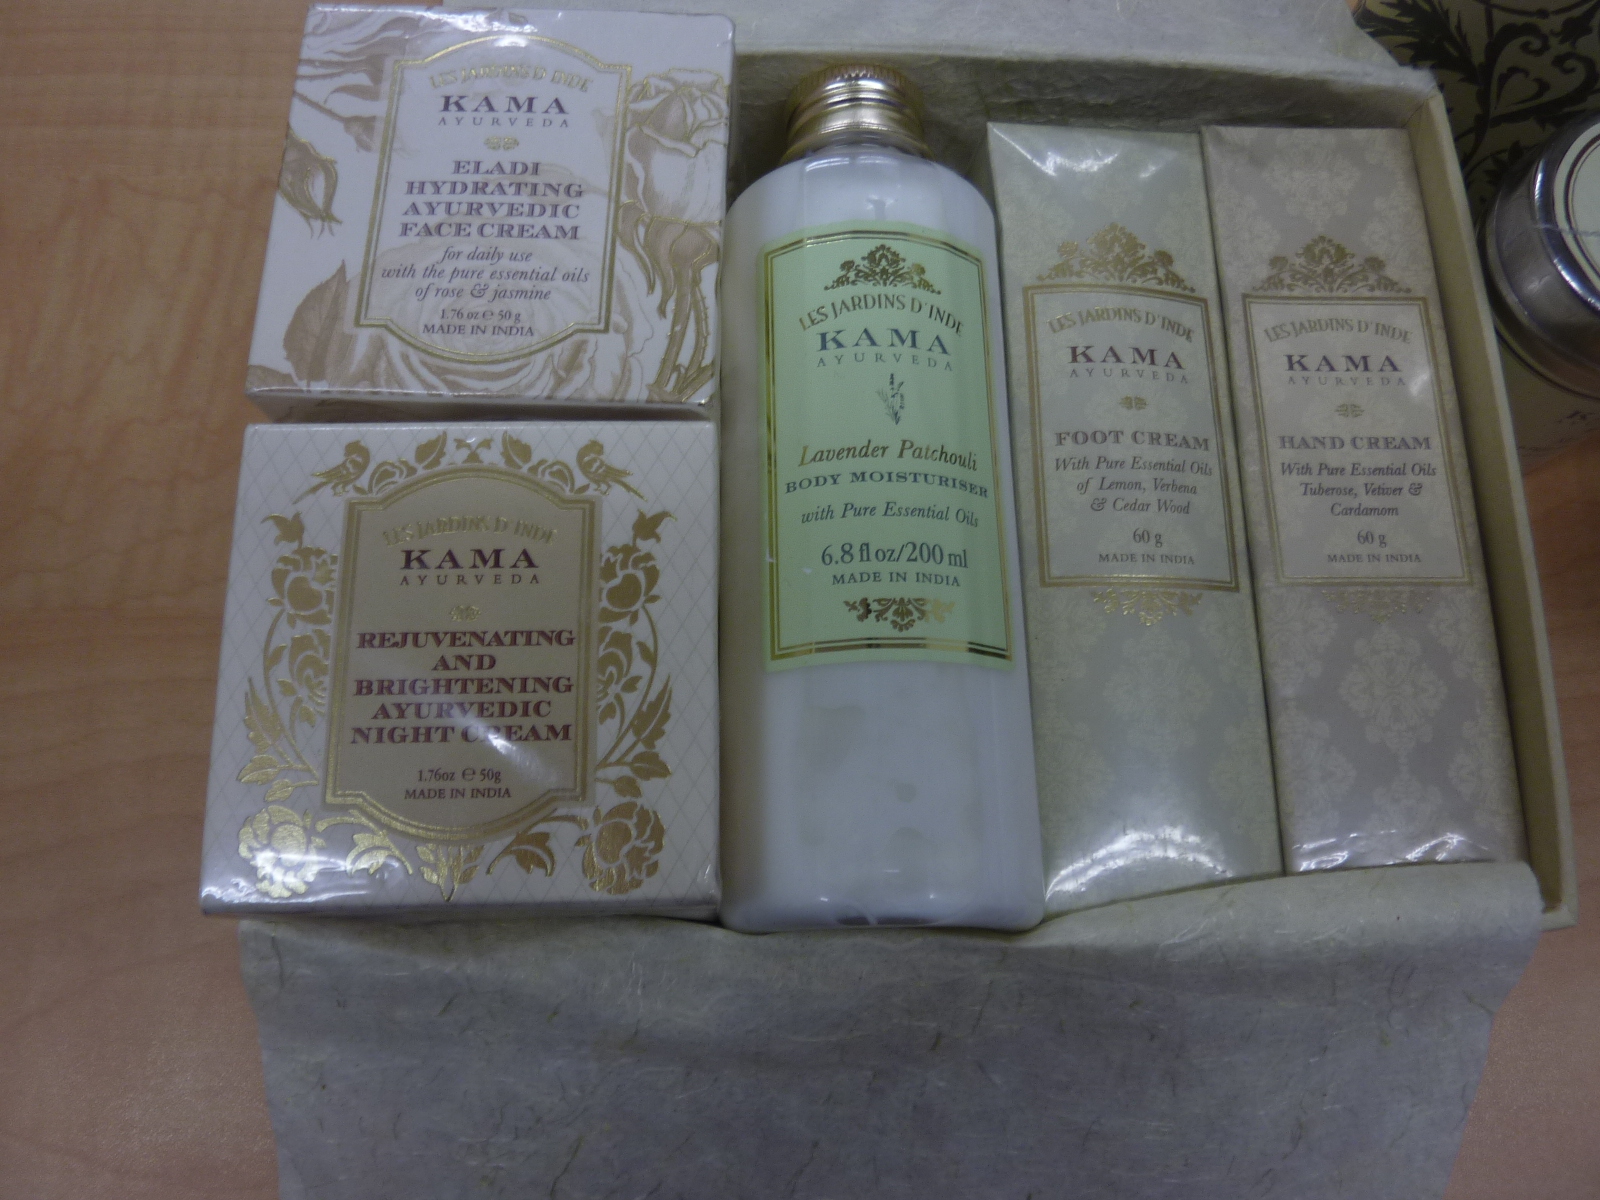 LES JARDINS D'INDE
KAMA
AYURVEDA
ELADI
HYDRATING
AYURVEDIC
FACE CREAM
for daily use
with the pure essential oils
of rose & jasmine
1.76 oz ℮ 50 g
MADE IN INDIA
LES JARDINS D'INDE
KAMA
AYURVEDA
REJUVENATING
AND
BRIGHTENING
AYURVEDIC
NIGHT CREAM
1.76oz ℮ 50g
MADE IN INDIA
LES JARDINS D'INDE
KAMA
AYURVEDA
Lavender Patchouli
BODY MOISTURISER
with Pure Essential Oils
6.8 fl oz/200 ml
MADE IN INDIA
LES JARDINS D'INDE
KAMA
AYURVEDA
FOOT CREAM
With Pure Essential Oils
of Lemon, Verbena
& Cedar Wood
60 g
MADE IN INDIA
LES JARDINS D'INDE
KAMA
AYURVEDA
HAND CREAM
With Pure Essential Oils
Tuberose, Vetiver &
Cardamom
60 g
MADE IN INDIA